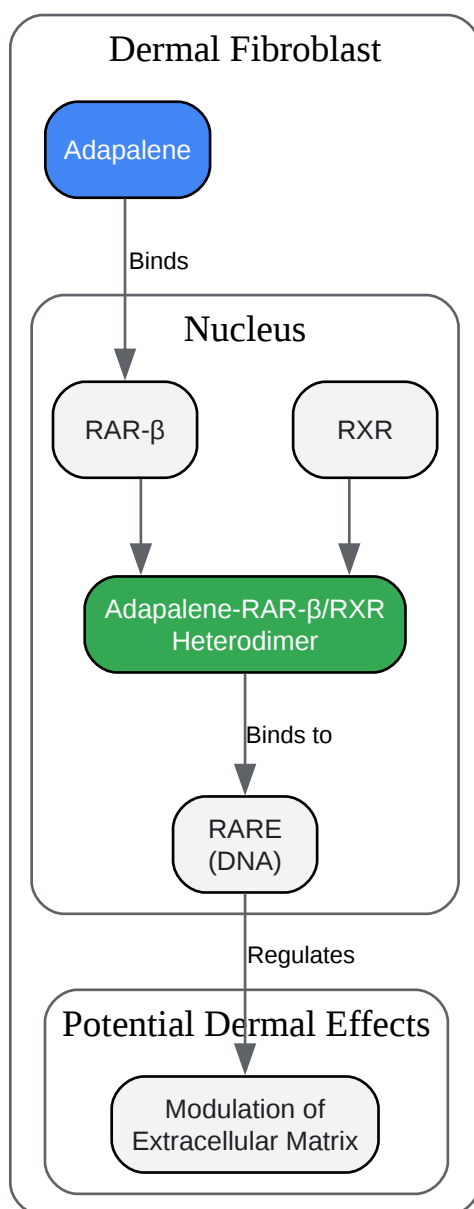 Dermal Fibroblast
Adapalene
Binds
Nucleus
RAR-β
RXR
Adapalene-RAR-β/RXR
Heterodimer
Binds to
RARE
(DNA)
Regulates
Potential Dermal Effects
Modulation of
Extracellular Matrix